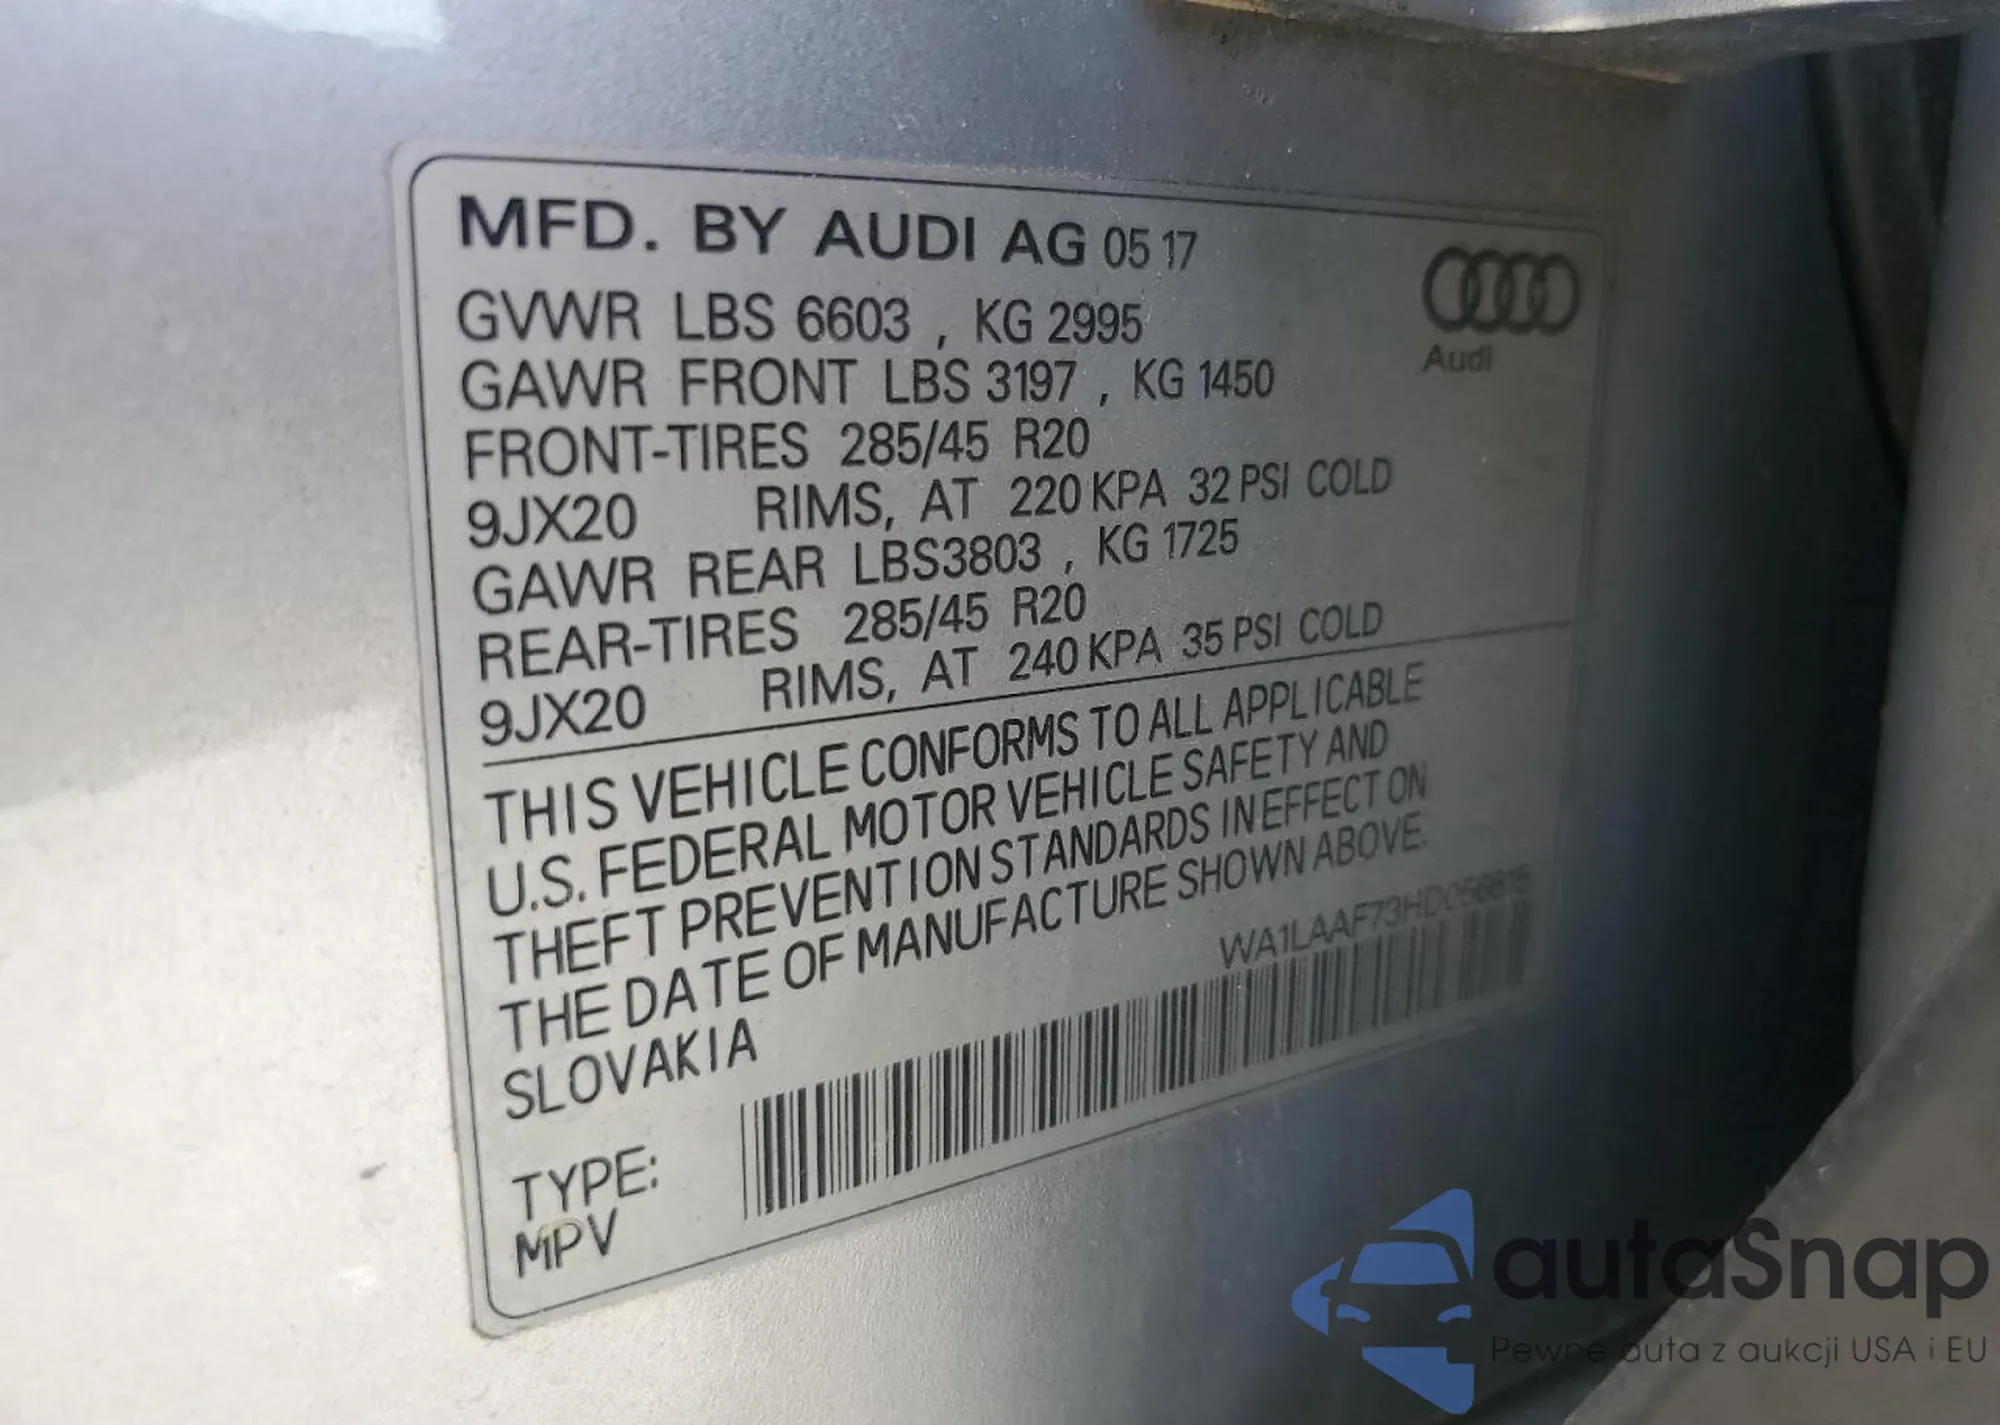 MFD. BY AUDI AG 05 17
GVWR LBS 6603 , KG 2995
GAWR FRONT LBS 3197 , KG 1450
FRONT-TIRES 285/45 R20
9JX20 RIMS, AT 220 KPA 32 PSI COLD
GAWR REAR LBS3803 , KG 1725
REAR-TIRES 285/45 R20
9JX20 RIMS, AT 240 KPA 35 PSI COLD
Audi
THIS VEHICLE CONFORMS TO ALL APPLICABLE
U.S. FEDERAL MOTOR VEHICLE SAFETY AND
THEFT PREVENTION STANDARDS IN EFFECT ON
THE DATE OF MANUFACTURE SHOWN ABOVE.
SLOVAKIA
TYPE:
MPV
autaSnap
Pewne auta z aukcji USA i EU